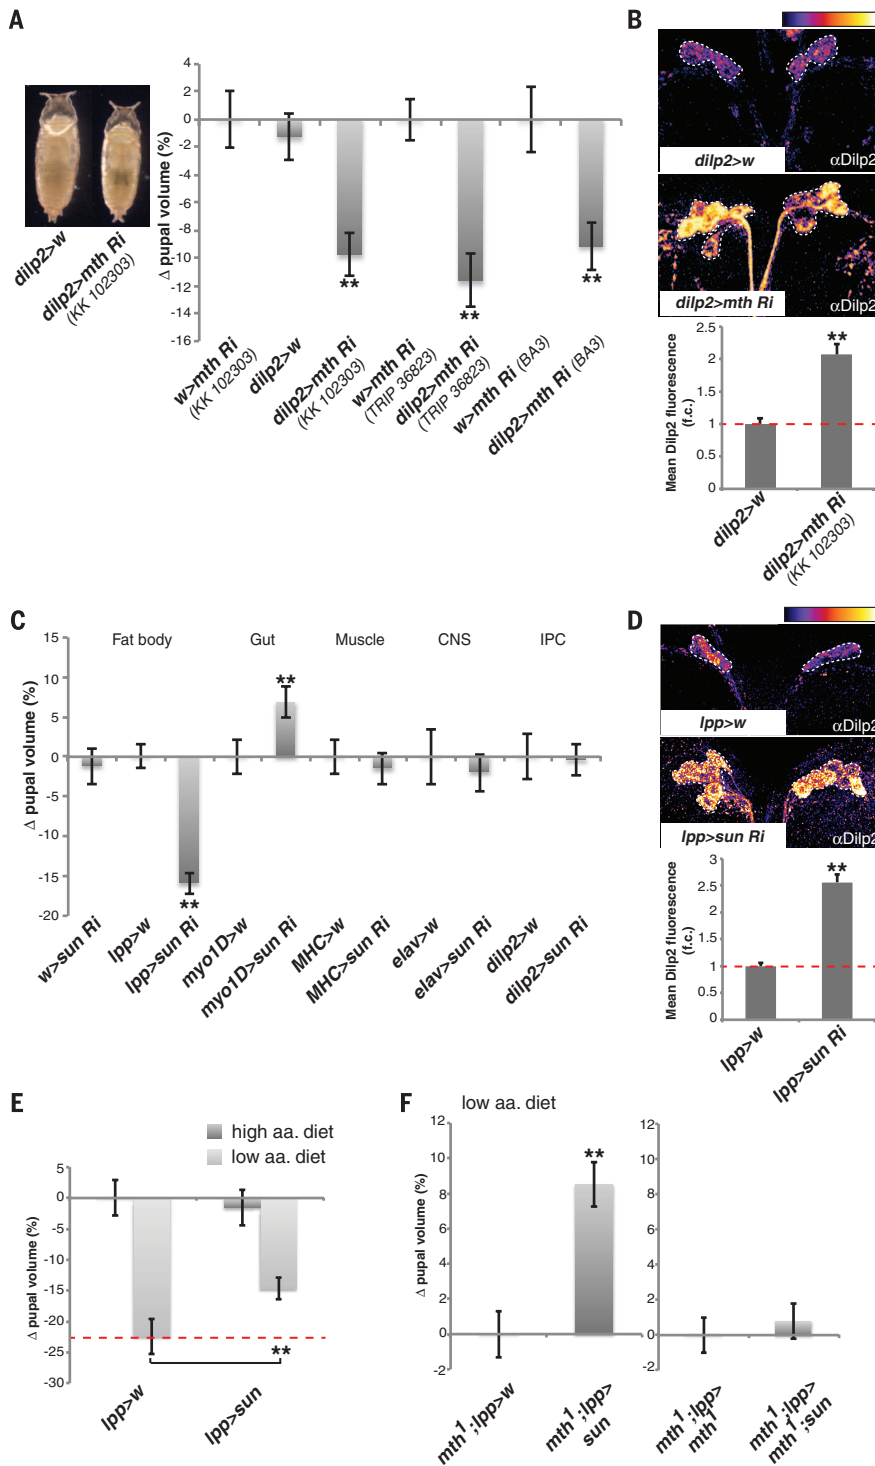 A
4
2
0
-2
-4
-6
-8
-10
-12
-14
-16
Δ pupal volume (%)
**
**
**
dilp2>w
dilp2>mth Ri
(KK 102303)
w>mth Ri
(KK 102303)
dilp2>w
dilp2>mth Ri
(KK 102303)
w>mth Ri
(TRIP 36823)
dilp2>mth Ri
(TRIP 36823)
w>mth Ri (BA3)
dilp2>mth Ri (BA3)
B
dilp2>w
αDilp2
dilp2>mth Ri
αDilp2
2.5
2
1.5
1
0.5
0
Mean Dilp2 fluorescence
(f.c.)
**
dilp2>w
dilp2>mth Ri
(KK 102303)
C
15
10
5
0
-5
-10
-15
-20
Δ pupal volume (%)
Fat body
Gut
Muscle
CNS
IPC
**
**
w>sun Ri
lpp>w
lpp>sun Ri
myo1D>w
myo1D>sun Ri
MHC>w
MHC>sun Ri
elav>w
elav>sun Ri
dilp2>w
dilp2>sun Ri
D
lpp>w
αDilp2
lpp>sun Ri
αDilp2
3
2.5
2
1.5
1
0.5
0
Mean Dilp2 fluorescence
(f.c.)
**
lpp>w
lpp>sun Ri
E
high aa. diet
low aa. diet
5
0
-5
-10
-15
-20
-25
-30
Δ pupal volume (%)
**
lpp>w
lpp>sun
F
low aa. diet
12
10
8
6
4
2
0
-2
Δ pupal volume (%)
**
mth¹;lpp>w
mth¹;lpp>
sun
12
10
8
6
4
2
0
-2
mth¹;lpp>
mth¹
mth¹;lpp>
mth¹;sun